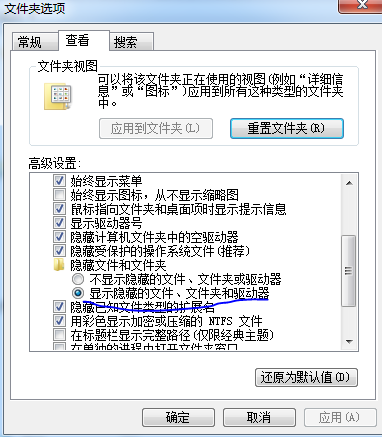 文件夹选项
常规
查看
搜索
文件夹视图
可以将该文件夹正在使用的视图(例如“详细信
息”或“图标”)应用到所有这种类型的文件夹
中。
应用到文件夹(L)
重置文件夹(R)
高级设置:
始终显示菜单
始终显示图标，从不显示缩略图
鼠标指向文件夹和桌面项时显示提示信息
显示驱动器号
隐藏计算机文件夹中的空驱动器
隐藏受保护的操作系统文件(推荐)
隐藏文件和文件夹
不显示隐藏的文件、文件夹或驱动器
显示隐藏的文件、文件夹和驱动器
隐藏已知文件类型的扩展名
用彩色显示加密或压缩的 NTFS 文件
在标题栏显示完整路径(仅限经典主题)
在单独的进程中打开文件夹窗口
还原为默认值(D)
确定
取消
应用(A)